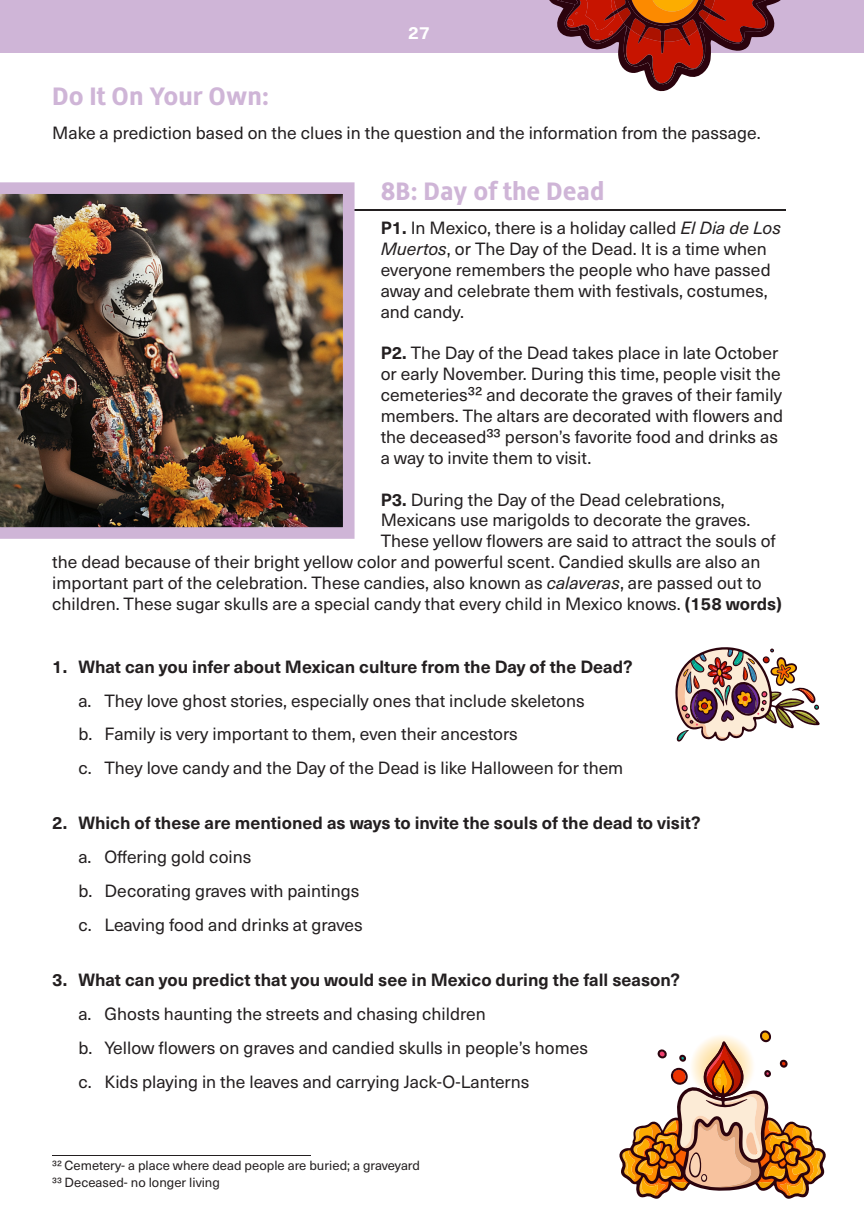 27
Do It On Your Own:
Make a prediction based on the clues in the question and the information from the passage.
8B: Day of the Dead
P1. In Mexico, there is a holiday called El Dia de Los
Muertos, or The Day of the Dead. It is a time when
everyone remembers the people who have passed
away and celebrate them with festivals, costumes,
and candy.
P2. The Day of the Dead takes place in late October
or early November. During this time, people visit the
cemeteries³² and decorate the graves of their family
members. The altars are decorated with flowers and
the deceased³³ person's favorite food and drinks as
a way to invite them to visit.
P3. During the Day of the Dead celebrations,
Mexicans use marigolds to decorate the graves.
These yellow flowers are said to attract the souls of
the dead because of their bright yellow color and powerful scent. Candied skulls are also an
important part of the celebration. These candies, also known as calaveras, are passed out to
children. These sugar skulls are a special candy that every child in Mexico knows. (158 words)
1. What can you infer about Mexican culture from the Day of the Dead?
a. They love ghost stories, especially ones that include skeletons
b. Family is very important to them, even their ancestors
c. They love candy and the Day of the Dead is like Halloween for them
2. Which of these are mentioned as ways to invite the souls of the dead to visit?
a. Offering gold coins
b. Decorating graves with paintings
c. Leaving food and drinks at graves
3. What can you predict that you would see in Mexico during the fall season?
a. Ghosts haunting the streets and chasing children
b. Yellow flowers on graves and candied skulls in people's homes
c. Kids playing in the leaves and carrying Jack-O-Lanterns
³² Cemetery- a place where dead people are buried; a graveyard
³³ Deceased- no longer living